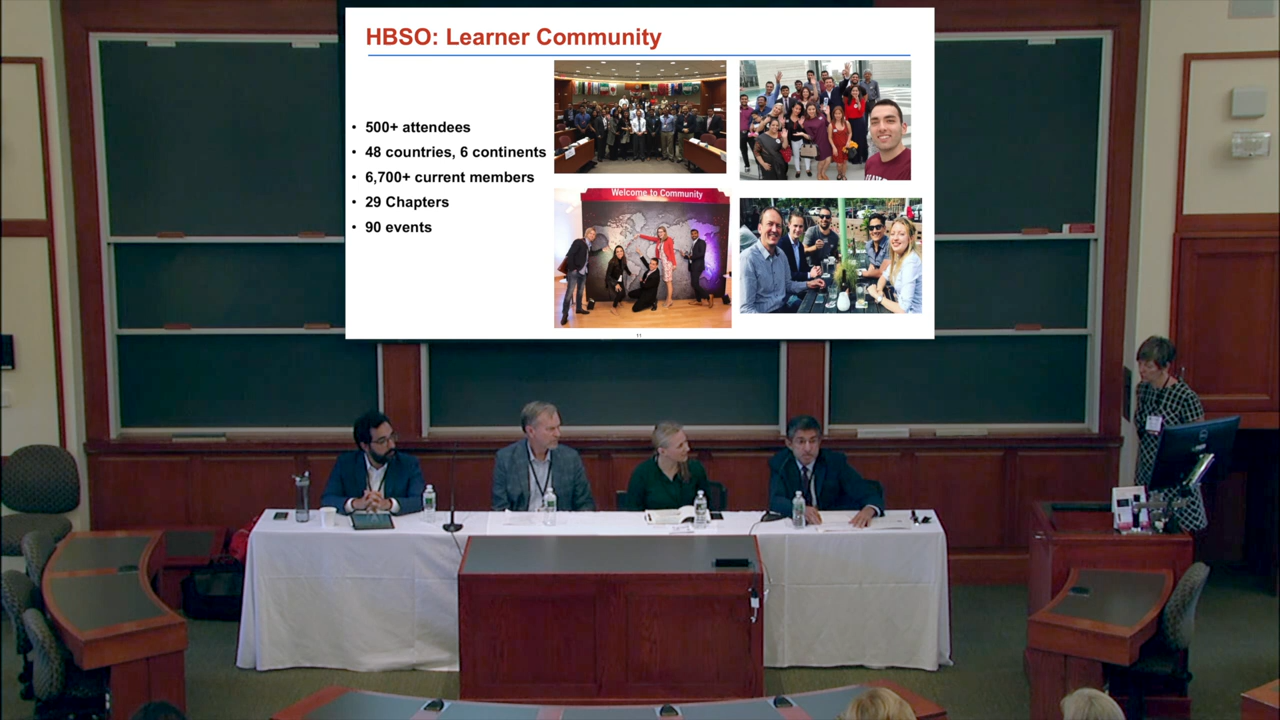 HBSO: Learner Community
• 500+ attendees
• 48 countries, 6 continents
• 6,700+ current members
• 29 Chapters
• 90 events
Welcome to Community
11